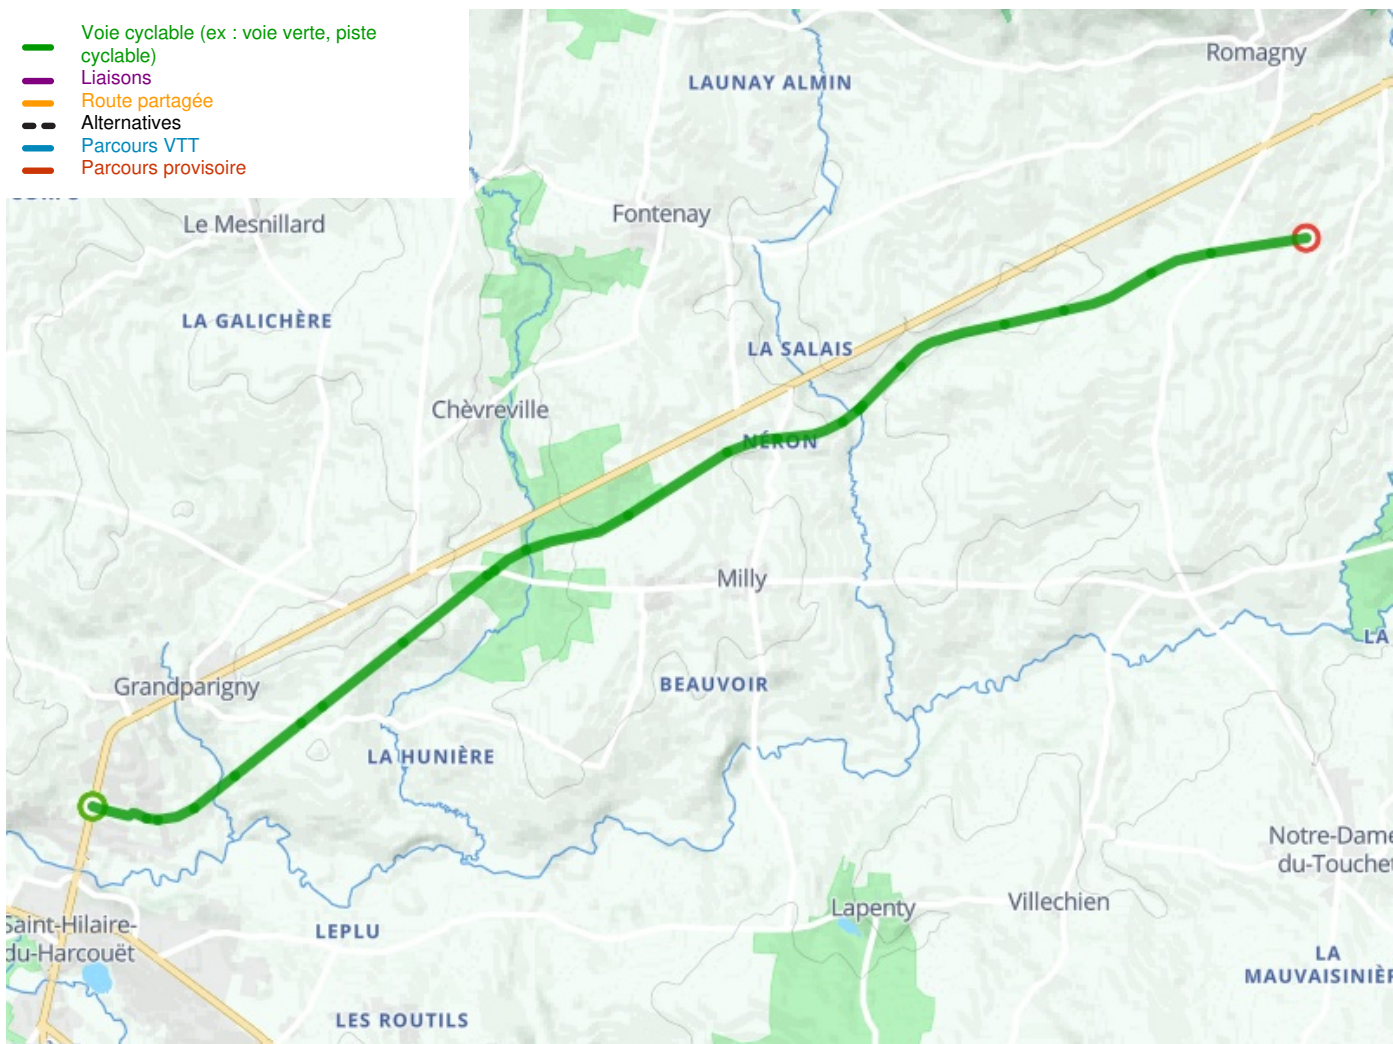 Voie cyclable (ex : voie verte, piste
cyclable)
Liaisons
Route partagée
Alternatives
Parcours VTT
Parcours provisoire
Romagny
LAUNAY ALMIN
Le Mesnillard
Fontenay
LA GALICHÈRE
LA SALAIS
Chèvreville
NÉRON
Milly
LA
Grandparigny
BEAUVOIR
LA HUNIÈRE
Notre-Dame
du-Touchet
Villechien
Lapenty
Saint-Hilaire-
du-Harcouët
LEPLU
LA
MAUVAISINIÈR
LES ROUTILS